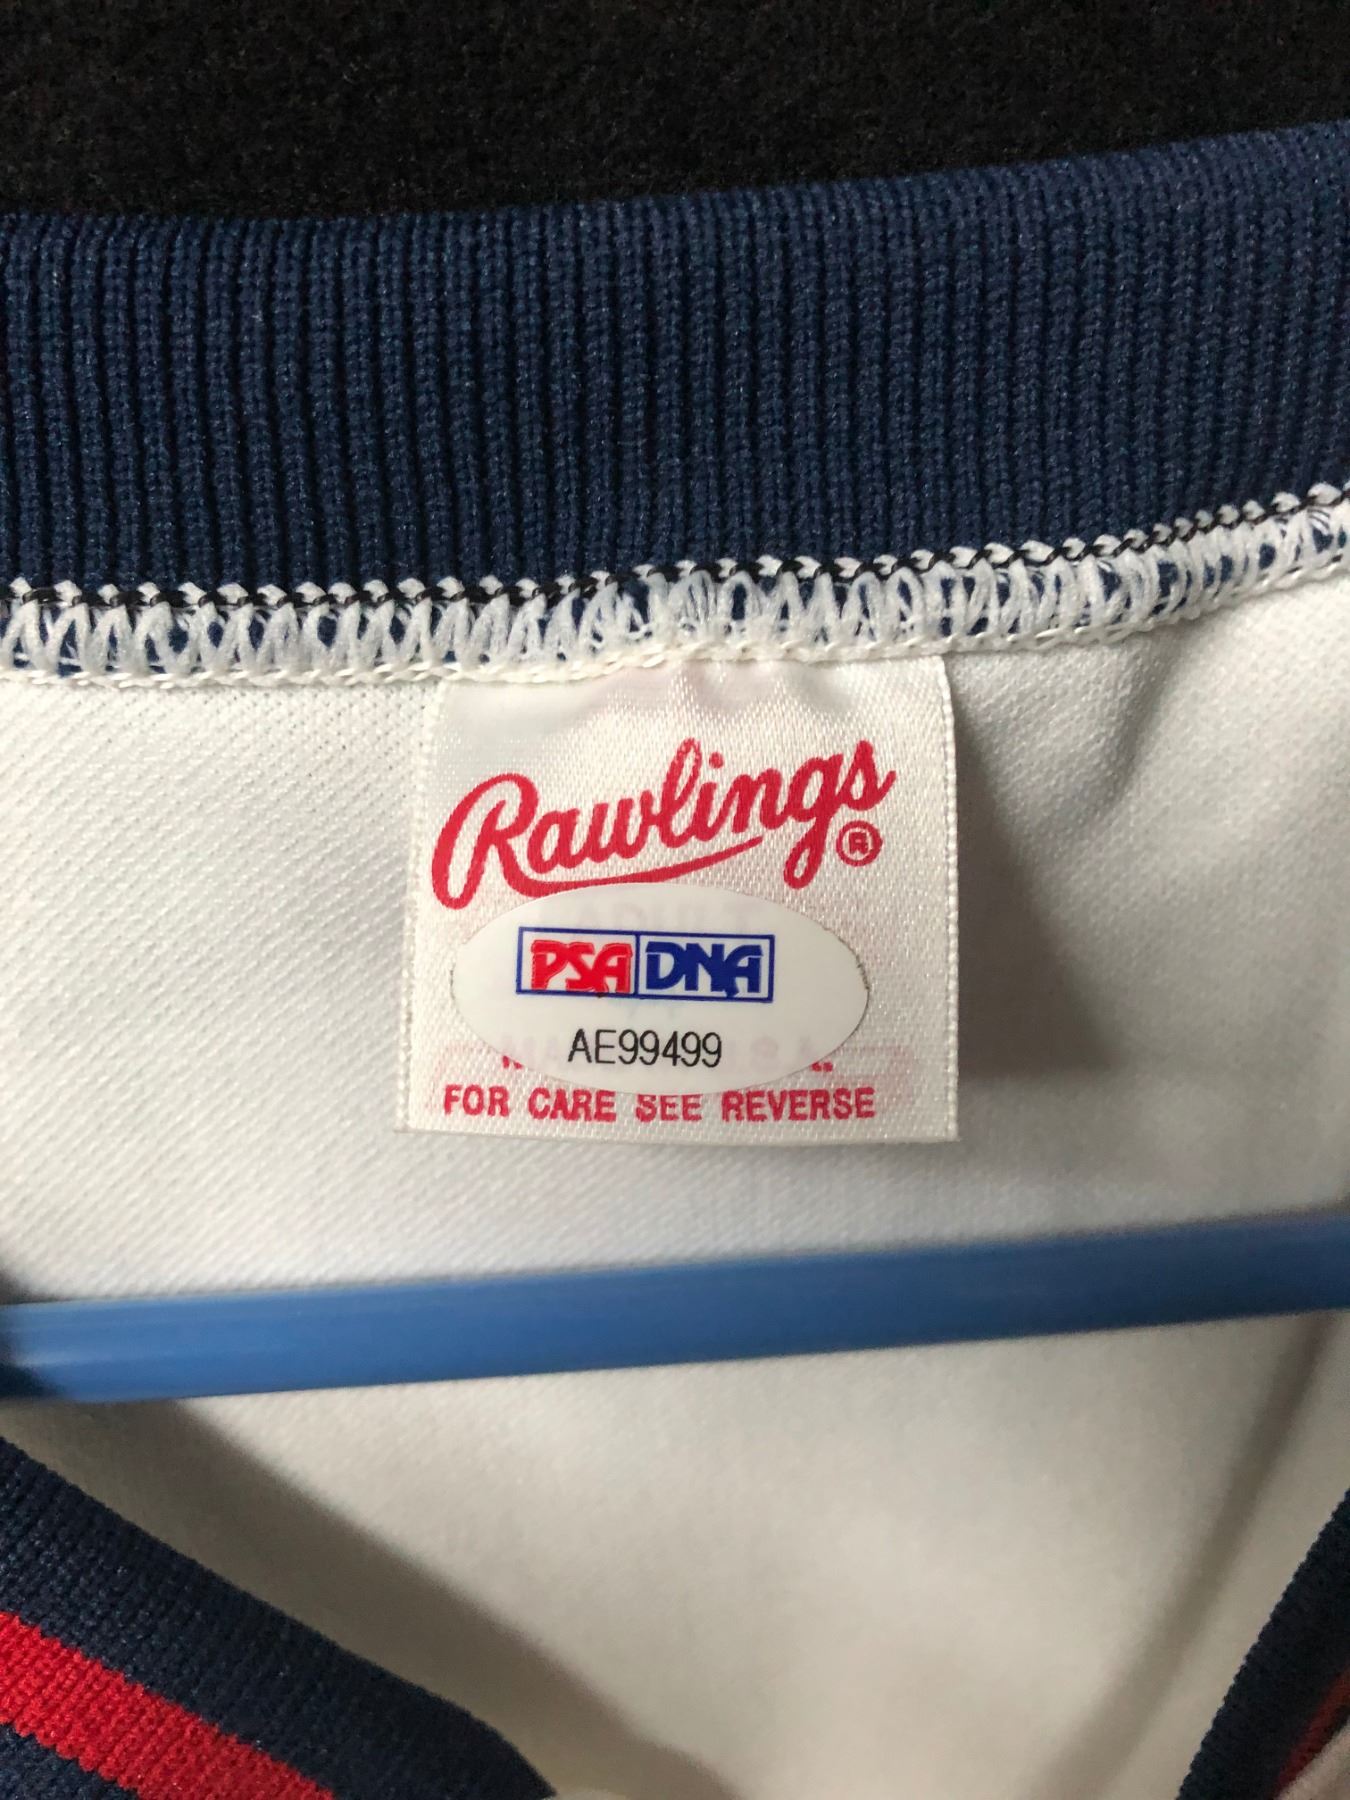 Rawlings®
PSA DNA
AE99499
FOR CARE SEE REVERSE